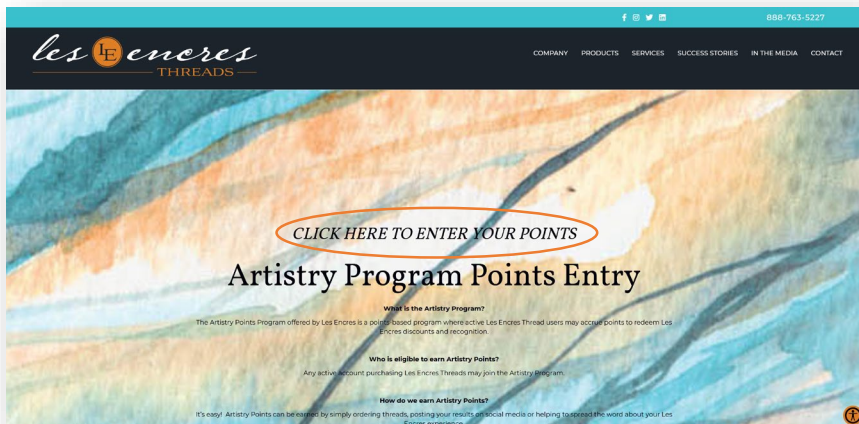 888-763-5227
les LE encres
THREADS
COMPANY PRODUCTS SERVICES SUCCESS STORIES IN THE MEDIA CONTACT
CLICK HERE TO ENTER YOUR POINTS
Artistry Program Points Entry
What is the Artistry Program?
The Artistry Points Program offered by Les Encres is a points-based program where active Les Encres Thread users may accrue points to redeem Les
Encres discounts and recognition.
Who is eligible to earn Artistry Points?
Any active account purchasing Les Encres Threads may join the Artistry Program.
How do we earn Artistry Points?
It's easy! Artistry Points can be earned by simply ordering threads, posting your results on social media or helping to spread the word about your Les
Encres experience.